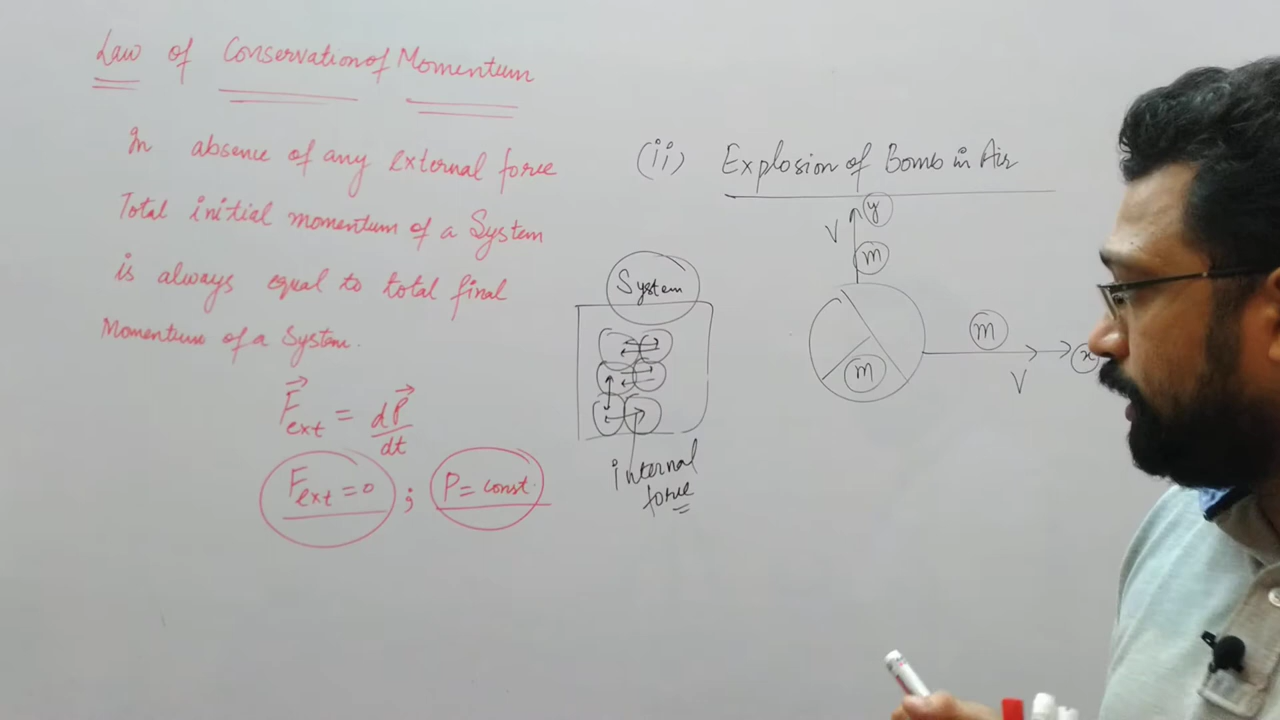 Law of Conservation of Momentum
In absence of any external force
Total initial momentum of a System
is always equal to total final
Momentum of a System.
F ext = dP/dt
F ext = 0 ; P = const.
System
internal
force
(ii) Explosion of Bomb in Air
y
V
m
m
m
V
x